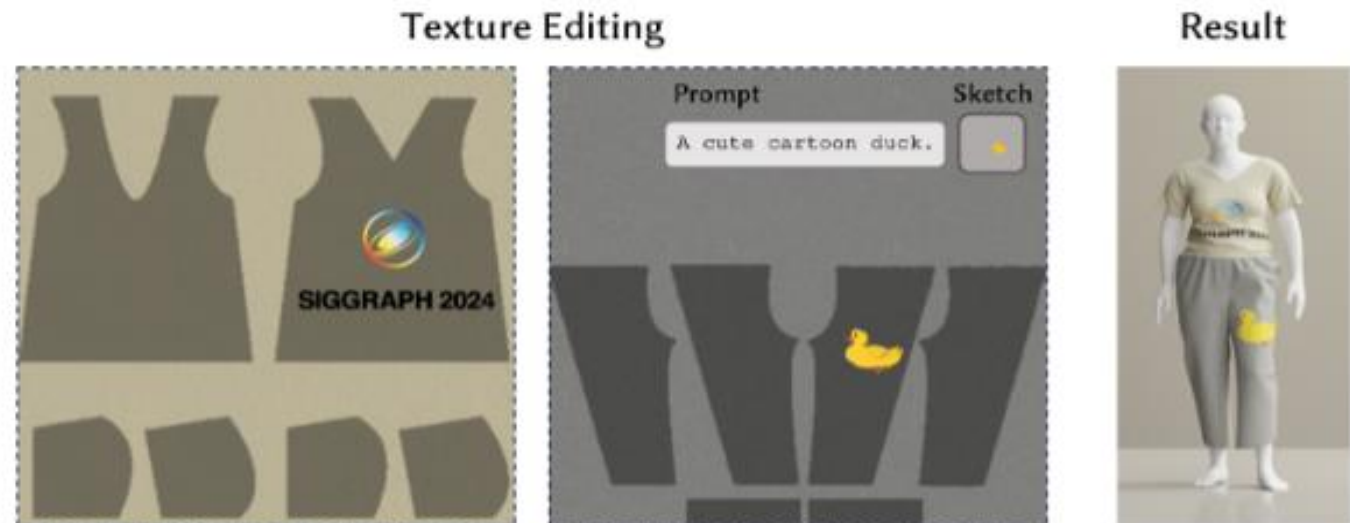 Texture Editing
Result
Prompt
Sketch
A cute cartoon duck.
SIGGRAPH 2024